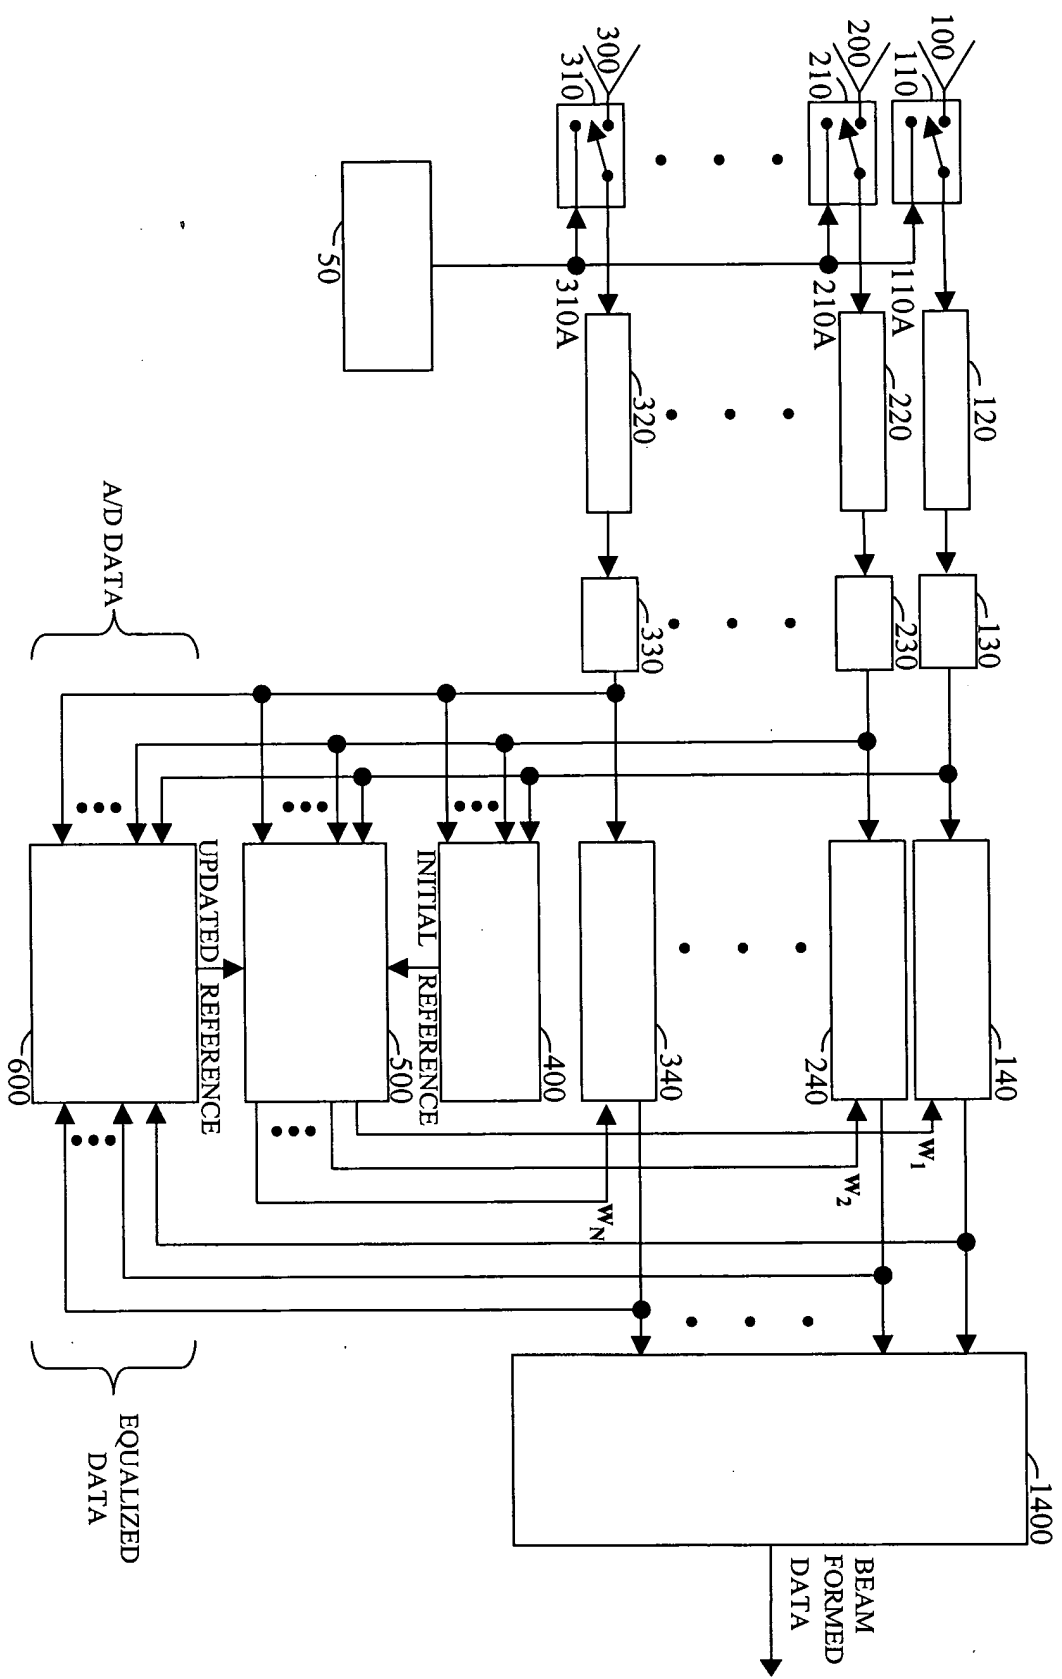 100
110
200
210
300
310
110A
210A
310A
50
120
220
320
130
230
330
A/D DATA
140
240
340
400
500
600
INITIAL REFERENCE
UPDATED REFERENCE
W1
W2
WN
EQUALIZED
DATA
1400
BEAM
FORMED
DATA